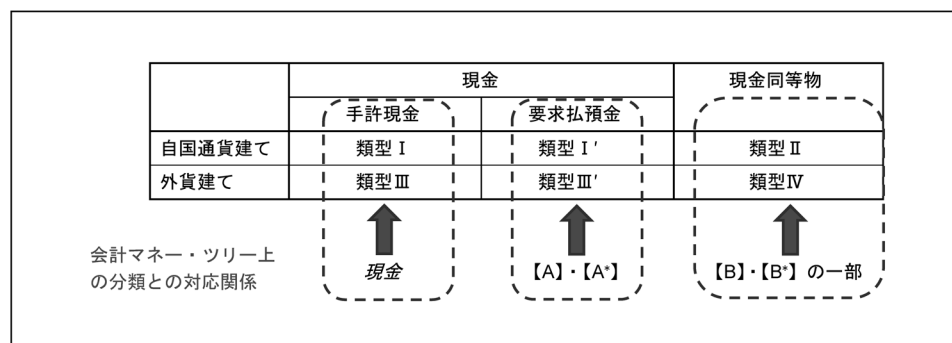 現金 現金同等物
手許現金 要求払預金
自国通貨建て 類型Ⅰ 類型Ⅰ′ 類型Ⅱ
外貨建て 類型Ⅲ 類型Ⅲ′ 類型Ⅳ
会計マネー・ツリー上
の分類との対応関係
現金 【A】・【A*】 【B】・【B*】の一部